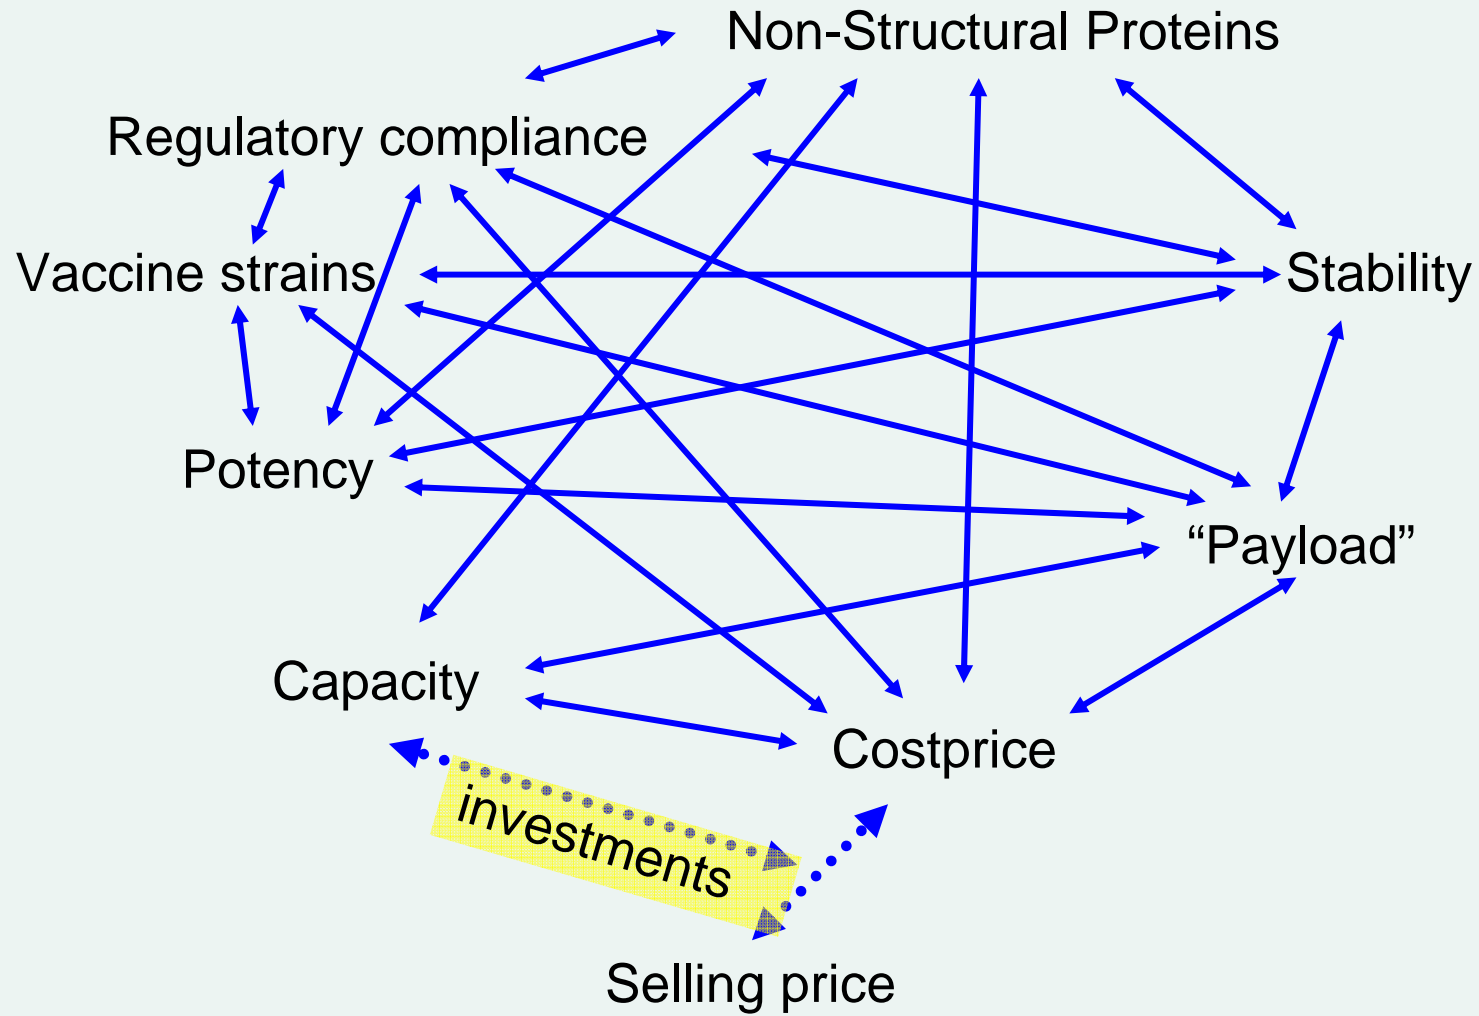 Non-Structural Proteins
Regulatory compliance
Vaccine strains
Stability
Potency
“Payload”
Capacity
Costprice
investments
Selling price